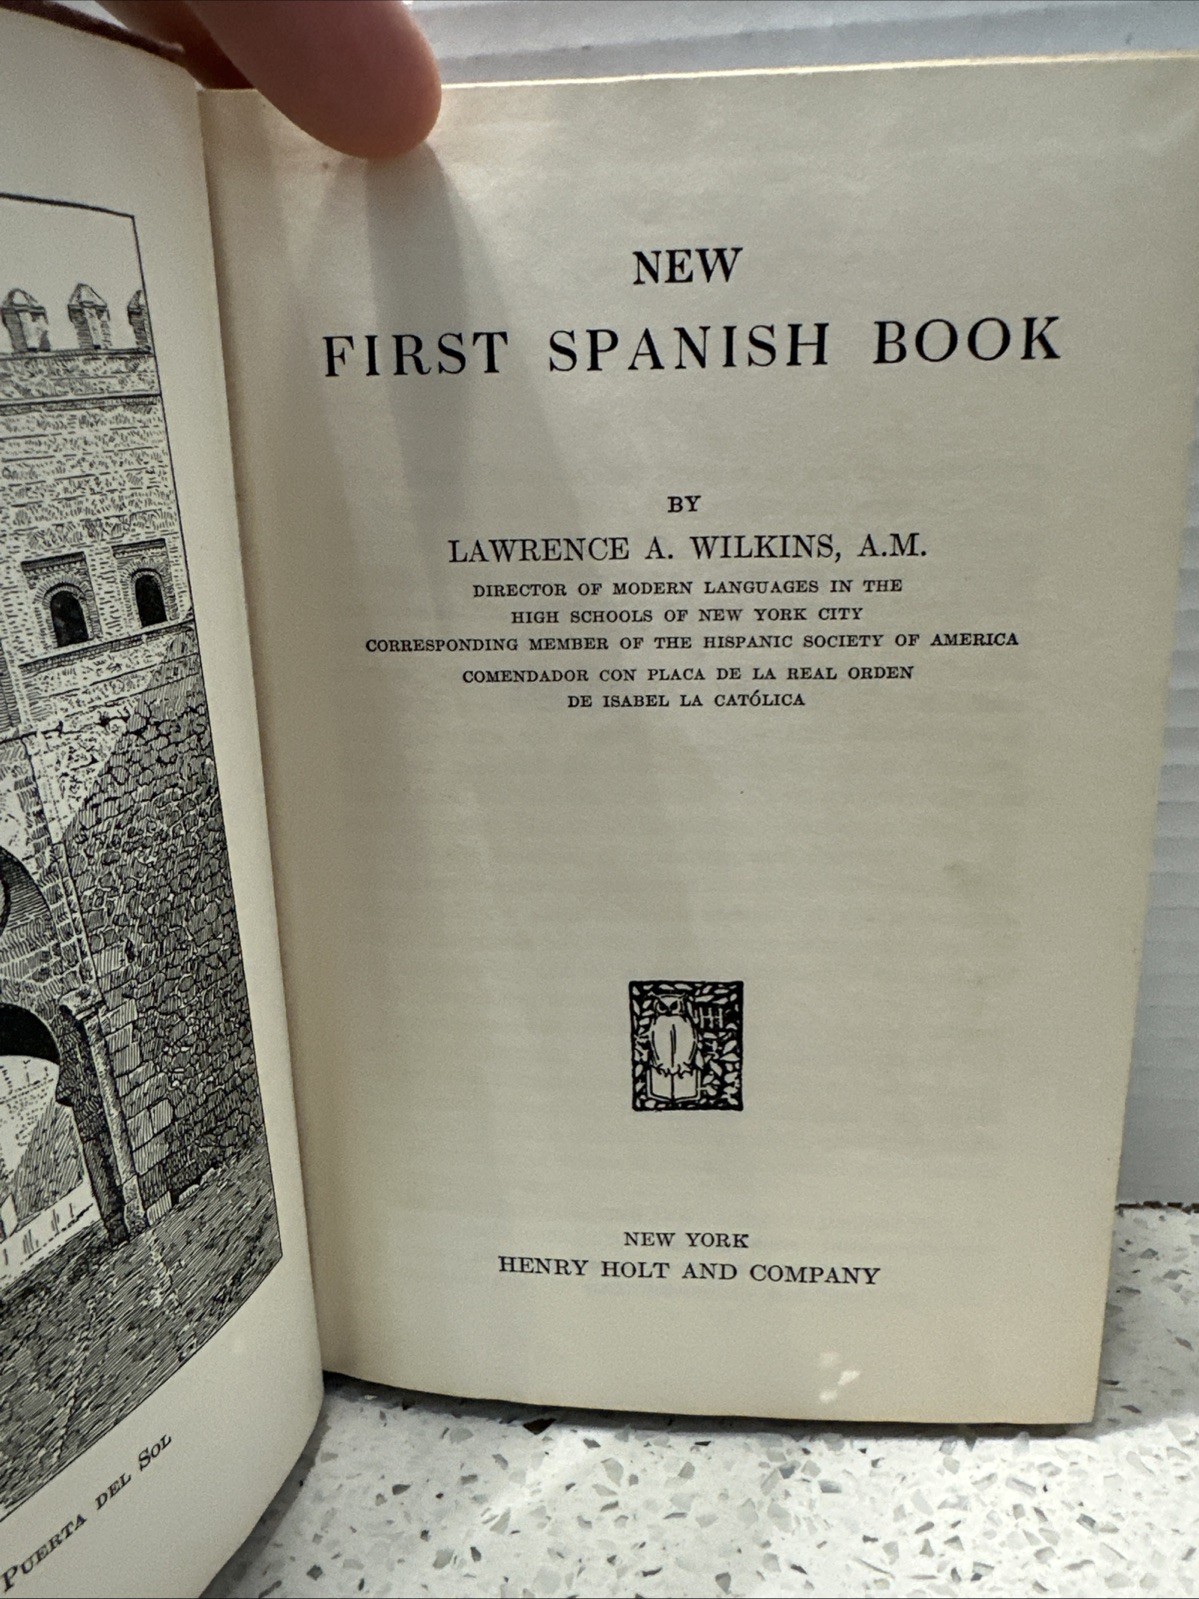 PUERTA DEL SOL
NEW
FIRST SPANISH BOOK
BY
LAWRENCE A. WILKINS, A.M.
DIRECTOR OF MODERN LANGUAGES IN THE
HIGH SCHOOLS OF NEW YORK CITY
CORRESPONDING MEMBER OF THE HISPANIC SOCIETY OF AMERICA
COMENDADOR CON PLACA DE LA REAL ORDEN
DE ISABEL LA CATÓLICA
HH
NEW YORK
HENRY HOLT AND COMPANY